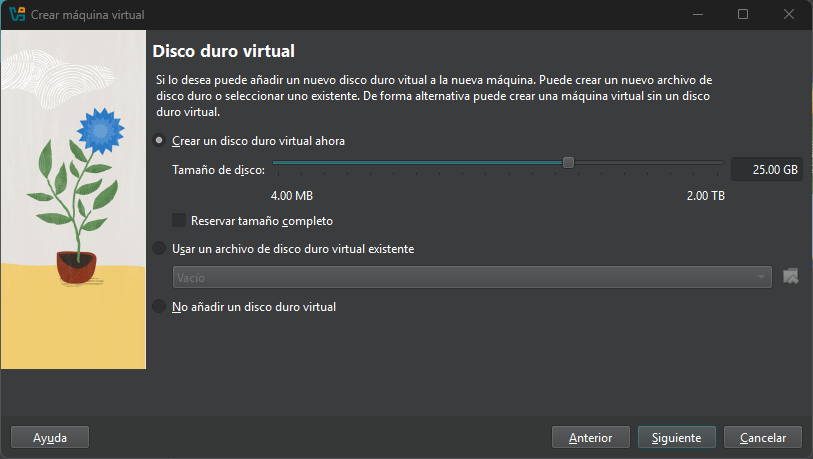 Crear máquina virtual
Disco duro virtual
Si lo desea puede añadir un nuevo disco duro vitual a la nueva máquina. Puede crear un nuevo archivo de
disco duro o seleccionar uno existente. De forma alternativa puede crear una máquina virtual sin un disco
duro virtual.
Crear un disco duro virtual ahora
Tamaño de disco:
25.00 GB
4.00 MB
2.00 TB
Reservar tamaño completo
Usar un archivo de disco duro virtual existente
Vacío
No añadir un disco duro virtual
Ayuda
Anterior
Siguiente
Cancelar